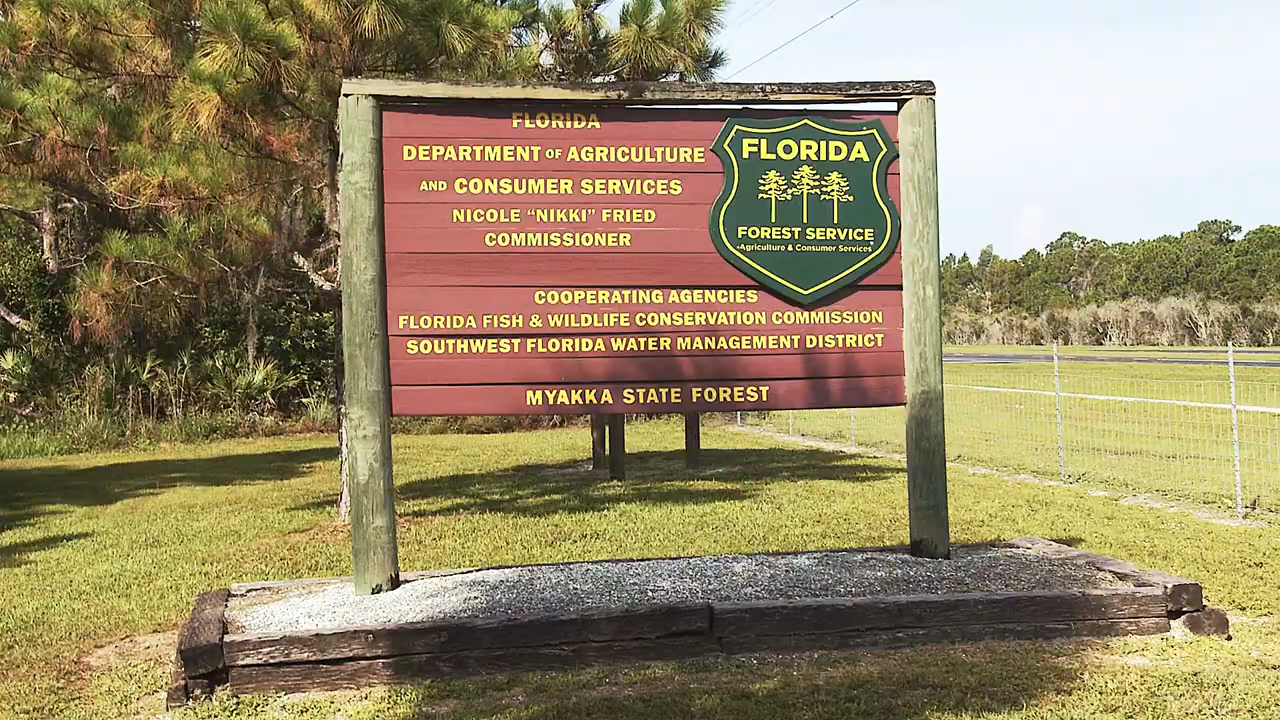 FLORIDA
DEPARTMENT OF AGRICULTURE
AND CONSUMER SERVICES
NICOLE “NIKKI” FRIED
COMMISSIONER
FLORIDA
FOREST SERVICE
Agriculture & Consumer Services
COOPERATING AGENCIES
FLORIDA FISH & WILDLIFE CONSERVATION COMMISSION
SOUTHWEST FLORIDA WATER MANAGEMENT DISTRICT
MYAKKA STATE FOREST